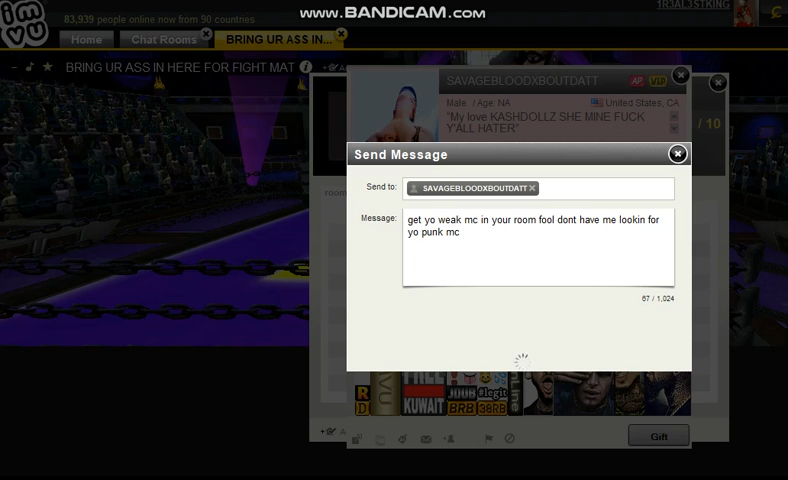 www.BANDICAM.com
imvu
83,939 people online now from 90 countries
1R3AL3STKING
Home
Chat Rooms
BRING UR ASS IN...
BRING UR ASS IN HERE FOR FIGHT MAT
SAVAGEBLOODXBOUTDATT
AP
VIP
Male / Age: NA
United States, CA
"My love KASHDOLLZ SHE MINE FUCK
Y'ALL HATER"
/ 10
Send Message
Send to:
SAVAGEBLOODXBOUTDATT
Message:
get yo weak mc in your room fool dont have me lookin for
yo punk mc
67 / 1,024
room
FREE
KUWAIT
#legit
BRB
Gift